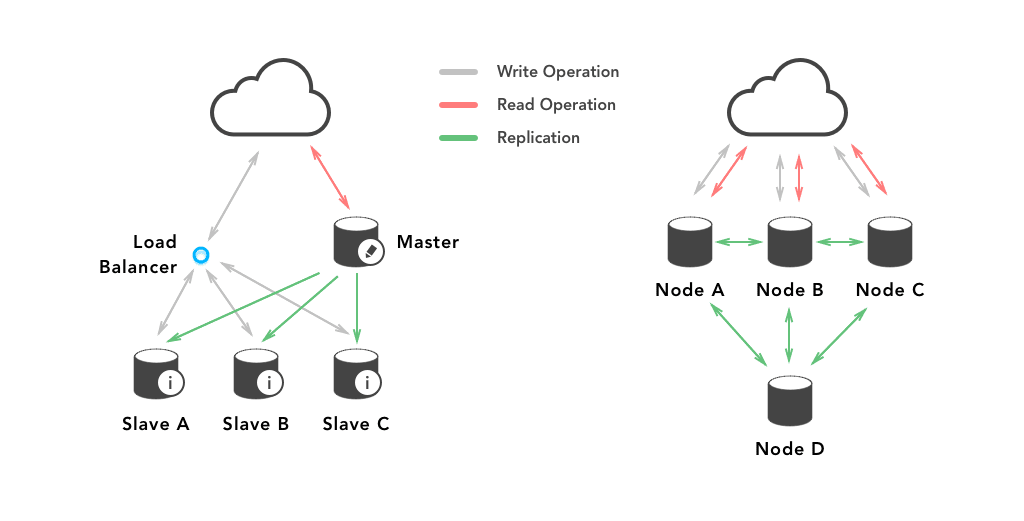 Write Operation
Read Operation
Replication
Load
Balancer
Master
Slave A
Slave B
Slave C
Node A
Node B
Node C
Node D